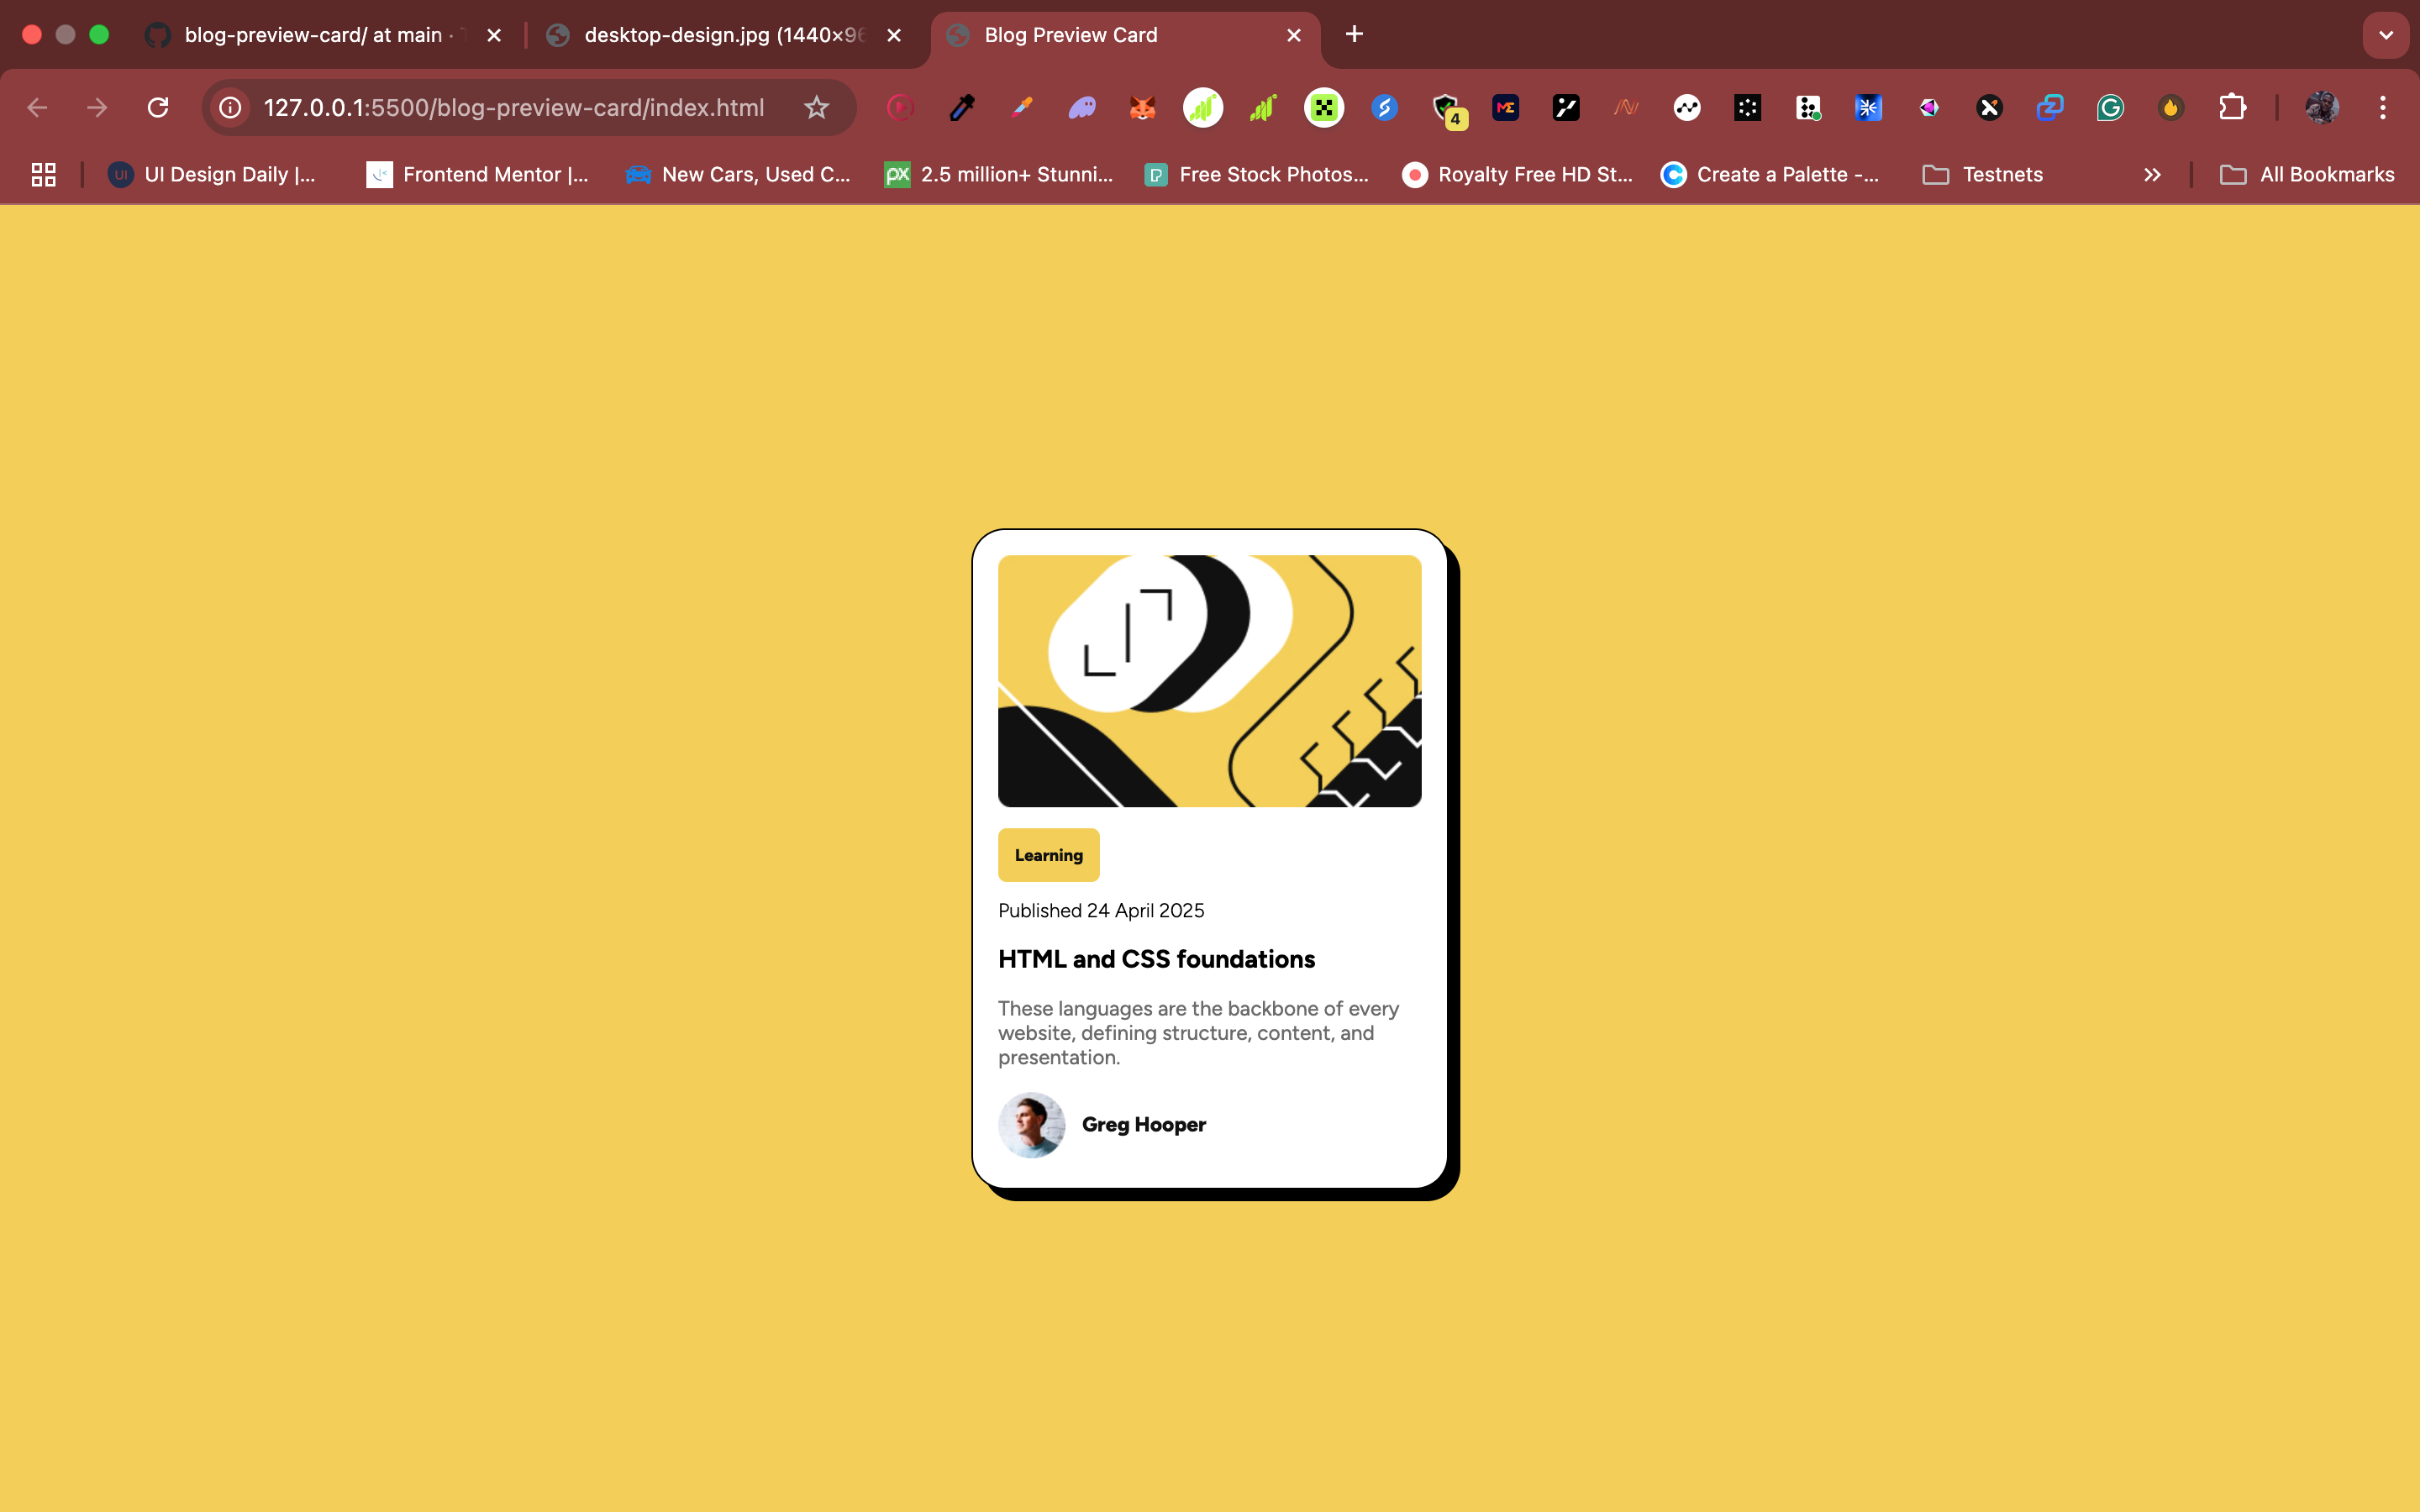 blog-preview-card/ at main ·
desktop-design.jpg (1440×96
Blog Preview Card
127.0.0.1:5500/blog-preview-card/index.html
4
UI Design Daily |...
Frontend Mentor |...
New Cars, Used C...
2.5 million+ Stunni...
Free Stock Photos...
Royalty Free HD St...
Create a Palette -...
Testnets
All Bookmarks
Learning
Published 24 April 2025
HTML and CSS foundations
These languages are the backbone of every
website, defining structure, content, and
presentation.
Greg Hooper